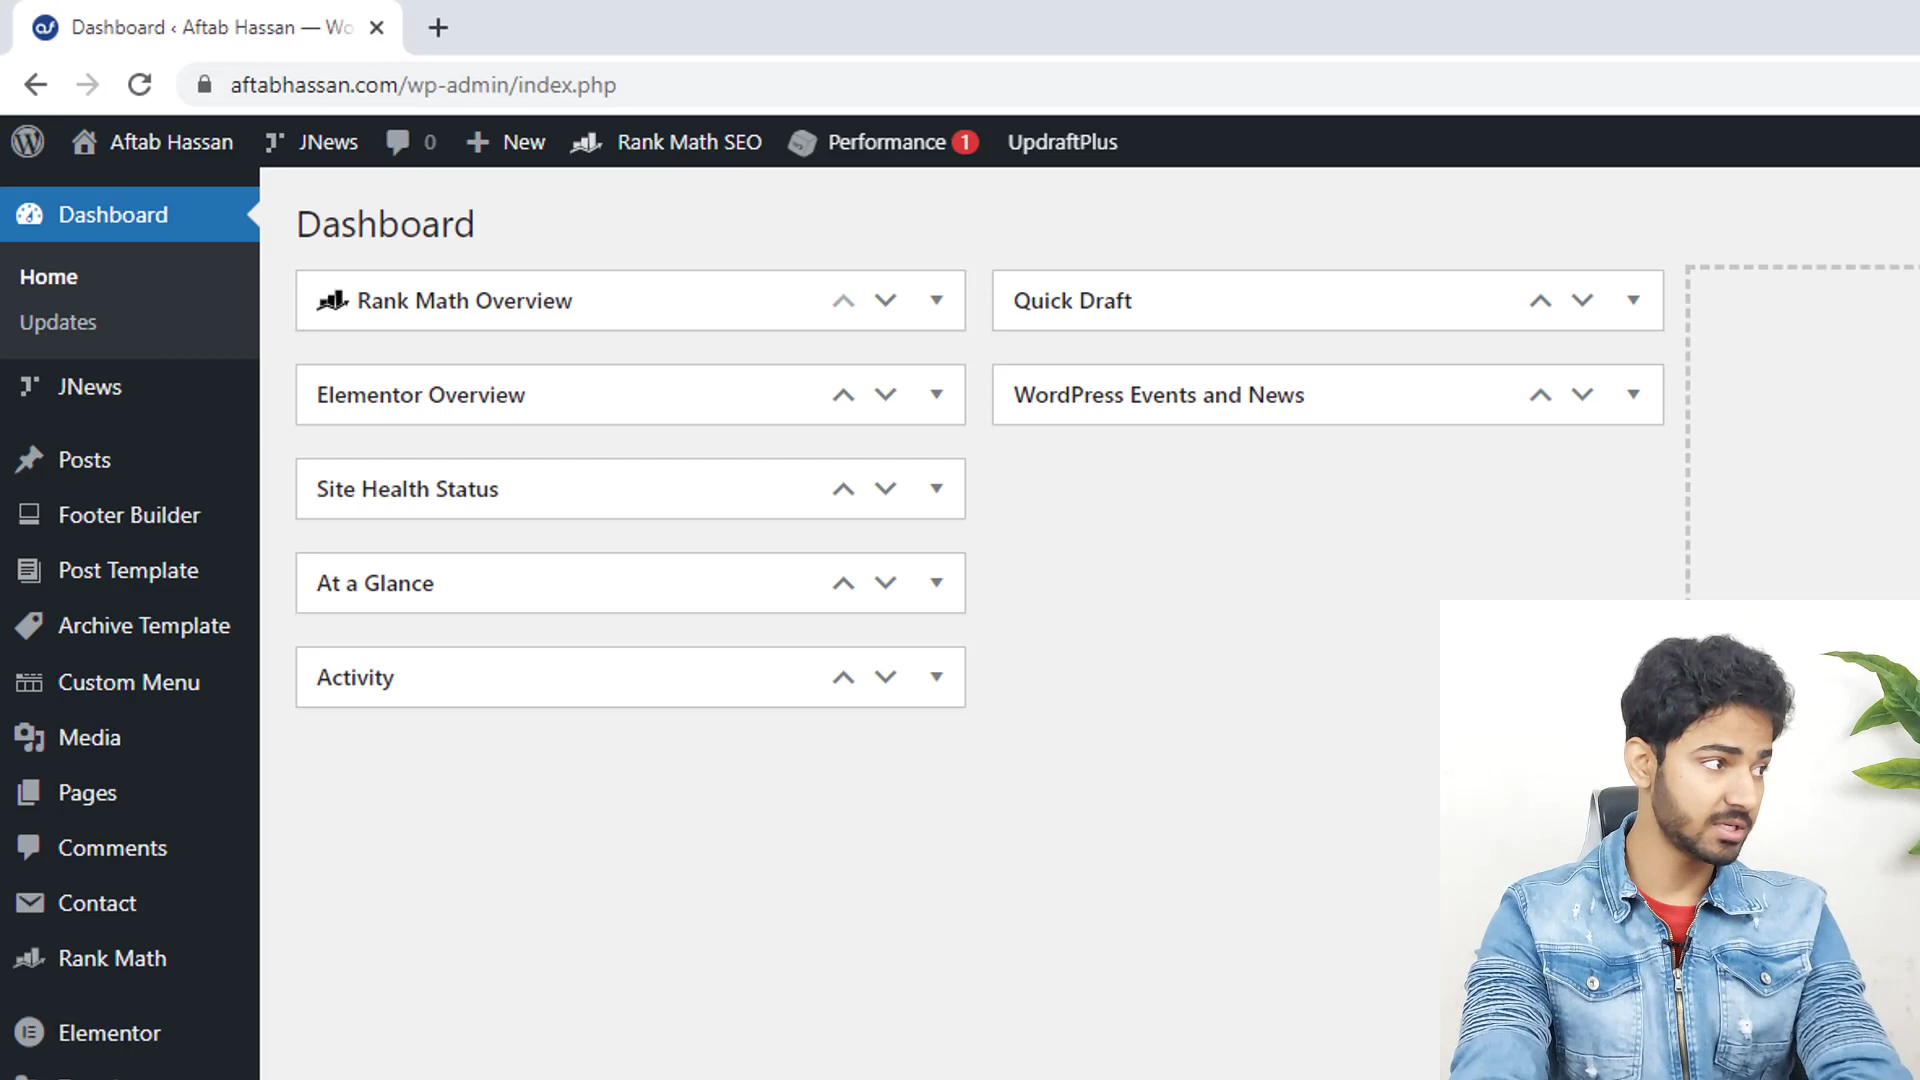 Dashboard ‹ Aftab Hassan — Wo
aftabhassan.com/wp-admin/index.php
Aftab Hassan JNews 0 New Rank Math SEO Performance 1 UpdraftPlus
Dashboard
Home
Updates
JNews
Posts
Footer Builder
Post Template
Archive Template
Custom Menu
Media
Pages
Comments
Contact
Rank Math
Elementor
Dashboard
Rank Math Overview
Elementor Overview
Site Health Status
At a Glance
Activity
Quick Draft
WordPress Events and News